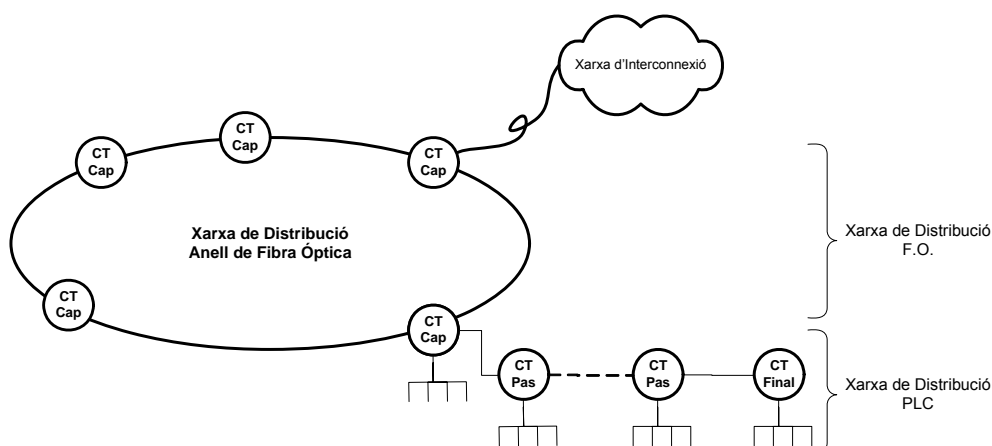 Xarxa d'Interconnexió
CT
Cap
CT
Cap
CT
Cap
Xarxa de Distribució
Anell de Fibra Óptica
Xarxa de Distribució
F.O.
CT
Cap
CT
Cap
CT
Pas
CT
Pas
CT
Final
Xarxa de Distribució
PLC